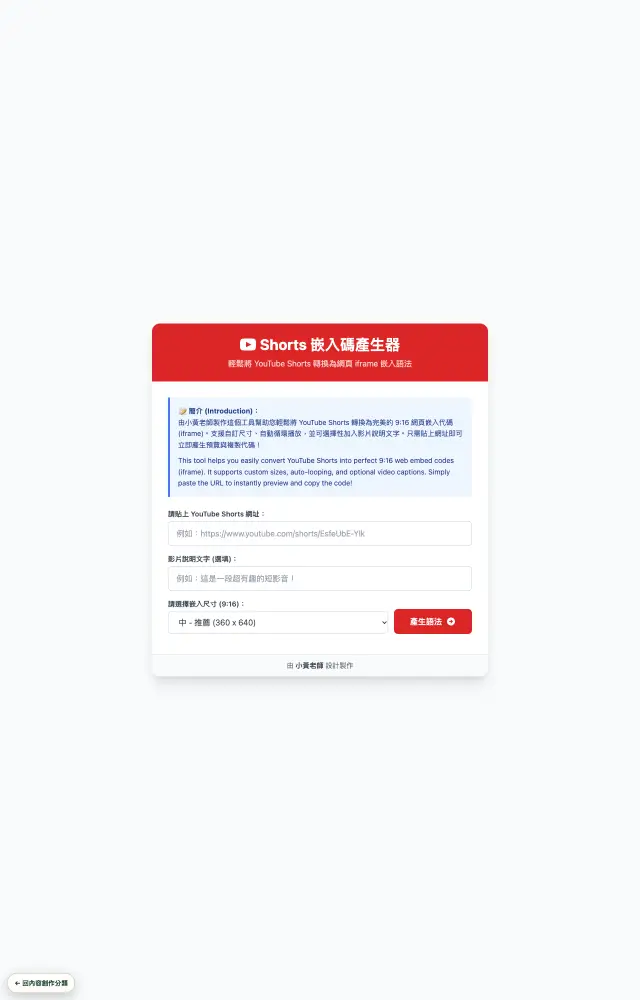 Shorts 嵌入碼產生器
輕鬆將 YouTube Shorts 轉換為網頁 iframe 嵌入語法
📝 簡介 (Introduction)：
由小黃老師製作這個工具幫助您輕鬆將 YouTube Shorts 轉換為完美的 9:16 網頁嵌入代碼
(iframe)。支援自訂尺寸、自動循環播放，並可選擇性加入影片說明文字。只需貼上網址即可
立即產生預覽與複製代碼！
This tool helps you easily convert YouTube Shorts into perfect 9:16 web embed codes
(iframe). It supports custom sizes, auto-looping, and optional video captions. Simply
paste the URL to instantly preview and copy the code!
請貼上 YouTube Shorts 網址：
例如：https://www.youtube.com/shorts/EsfeUbE-YIk
影片說明文字 (選填)：
例如：這是一段超有趣的短影音！
請選擇嵌入尺寸 (9:16)：
中 - 推薦 (360 x 640)
產生語法
由 小黃老師 設計製作
← 回內容創作分類